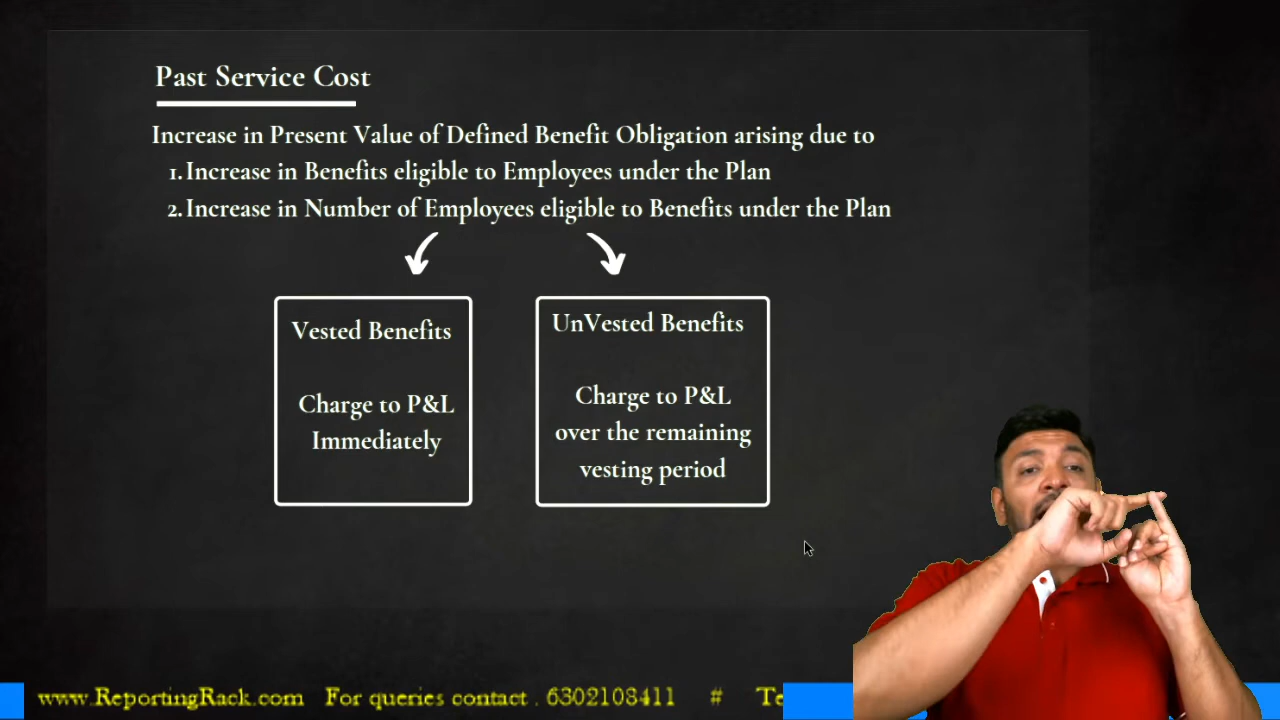 Past Service Cost
Increase in Present Value of Defined Benefit Obligation arising due to
1. Increase in Benefits eligible to Employees under the Plan
2. Increase in Number of Employees eligible to Benefits under the Plan
Vested Benefits
Charge to P&L
Immediately
UnVested Benefits
Charge to P&L
over the remaining
vesting period
www.ReportingRack.com For queries contact . 6302108411 # Te